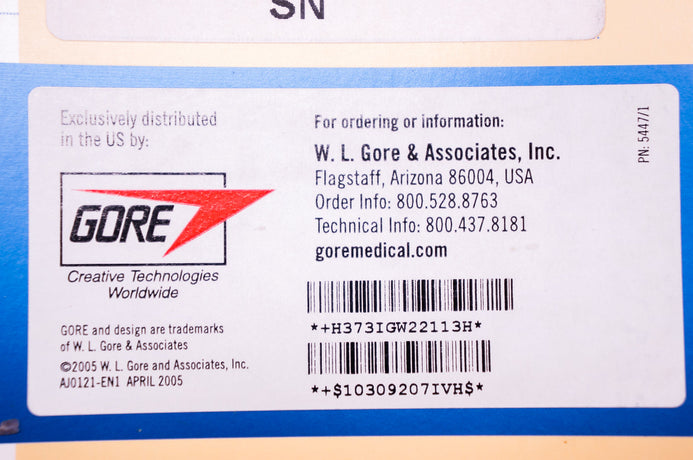 SN
Exclusively distributed
in the US by:
GORE
Creative Technologies
Worldwide
GORE and design are trademarks
of W. L. Gore & Associates
©2005 W. L. Gore and Associates, Inc.
AJ0121-EN1 APRIL 2005
For ordering or information:
W. L. Gore & Associates, Inc.
Flagstaff, Arizona 86004, USA
Order Info: 800.528.8763
Technical Info: 800.437.8181
goremedical.com
*+H373IGW22113H*
*+$10309207IVH$*
PN: 5447/1